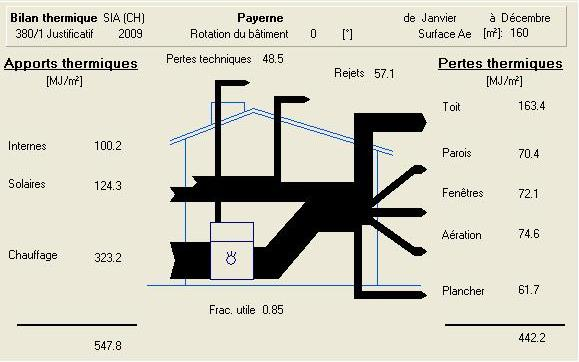 Bilan thermique SIA (CH) Payerne de Janvier à Décembre
380/1 Justificatif 2009 Rotation du bâtiment 0 [°] Surface Ae [m²]: 160
Apports thermiques Pertes techniques 48.5 Rejets 57.1 Pertes thermiques
[MJ/m²] [MJ/m²]
Toit 163.4
Internes 100.2 Parois 70.4
Solaires 124.3 Fenêtres 72.1
Aération 74.6
Chauffage 323.2
Plancher 61.7
Frac. utile 0.85
547.8 442.2